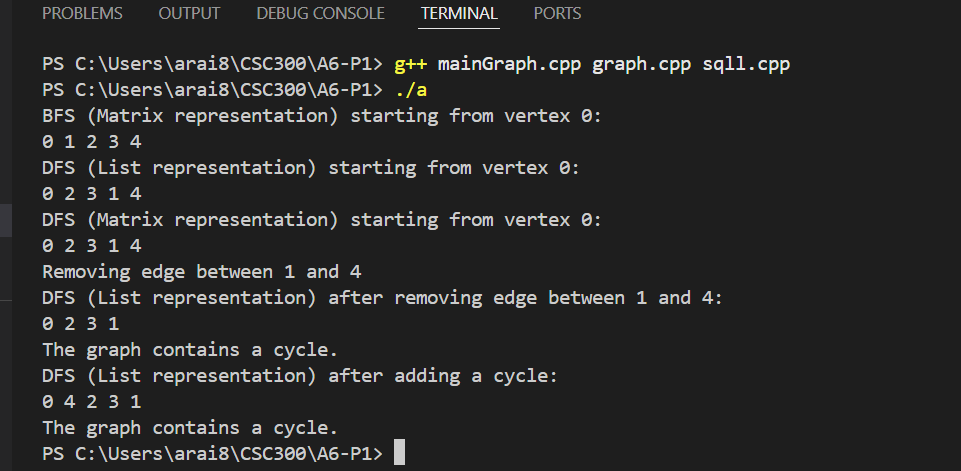 PROBLEMS OUTPUT DEBUG CONSOLE TERMINAL PORTS
PS C:\Users\arai8\CSC300\A6-P1> g++ mainGraph.cpp graph.cpp sqll.cpp
PS C:\Users\arai8\CSC300\A6-P1> ./a
BFS (Matrix representation) starting from vertex 0:
0 1 2 3 4
DFS (List representation) starting from vertex 0:
0 2 3 1 4
DFS (Matrix representation) starting from vertex 0:
0 2 3 1 4
Removing edge between 1 and 4
DFS (List representation) after removing edge between 1 and 4:
0 2 3 1
The graph contains a cycle.
DFS (List representation) after adding a cycle:
0 4 2 3 1
The graph contains a cycle.
PS C:\Users\arai8\CSC300\A6-P1>